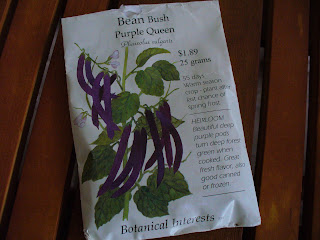 Bean Bush
Purple Queen
Phaseolus vulgaris
$1.89
25 grams
55 days
Warm season
crop - plant after
last chance of
spring frost.
HEIRLOOM
Beautiful deep
purple pods
turn deep forest
green when
cooked. Great
fresh flavor, also
good canned
or frozen.
Botanical Interests